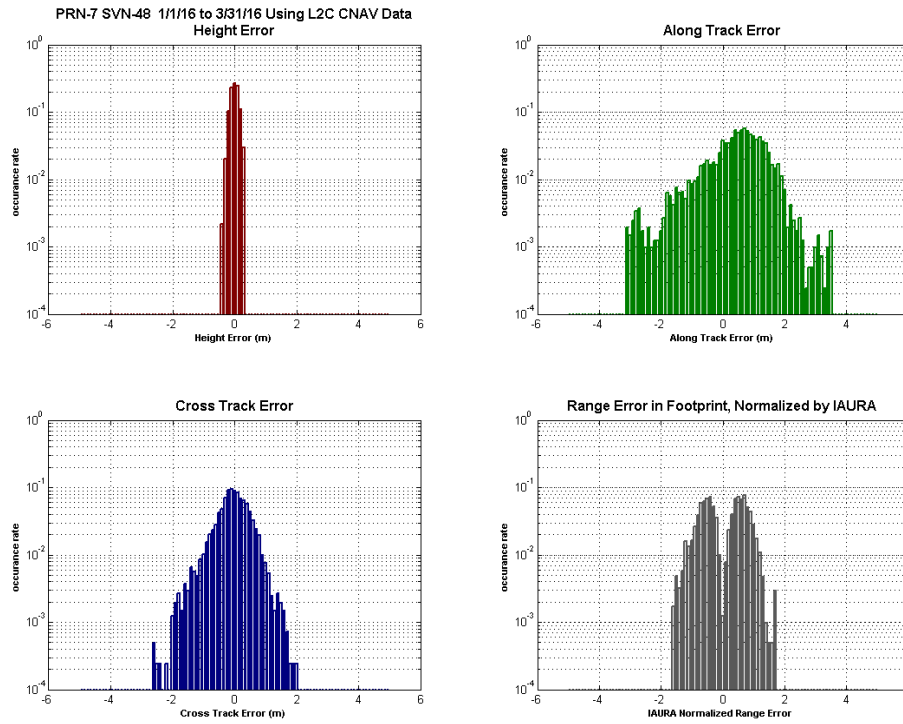 PRN-7 SVN-48 1/1/16 to 3/31/16 Using L2C CNAV Data
Height Error
10^0
10^-1
10^-2
10^-3
10^-4
occurance rate
-6 -4 -2 0 2 4 6
Height Error (m)
Along Track Error
10^0
10^-1
10^-2
10^-3
10^-4
occurance rate
-6 -4 -2 0 2 4
Along Track Error (m)
Cross Track Error
10^0
10^-1
10^-2
10^-3
10^-4
occurance rate
-6 -4 -2 0 2 4 6
Cross Track Error (m)
Range Error in Footprint, Normalized by IAURA
10^0
10^-1
10^-2
10^-3
10^-4
occurance rate
-6 -4 -2 0 2 4
IAURA Normalized Range Error